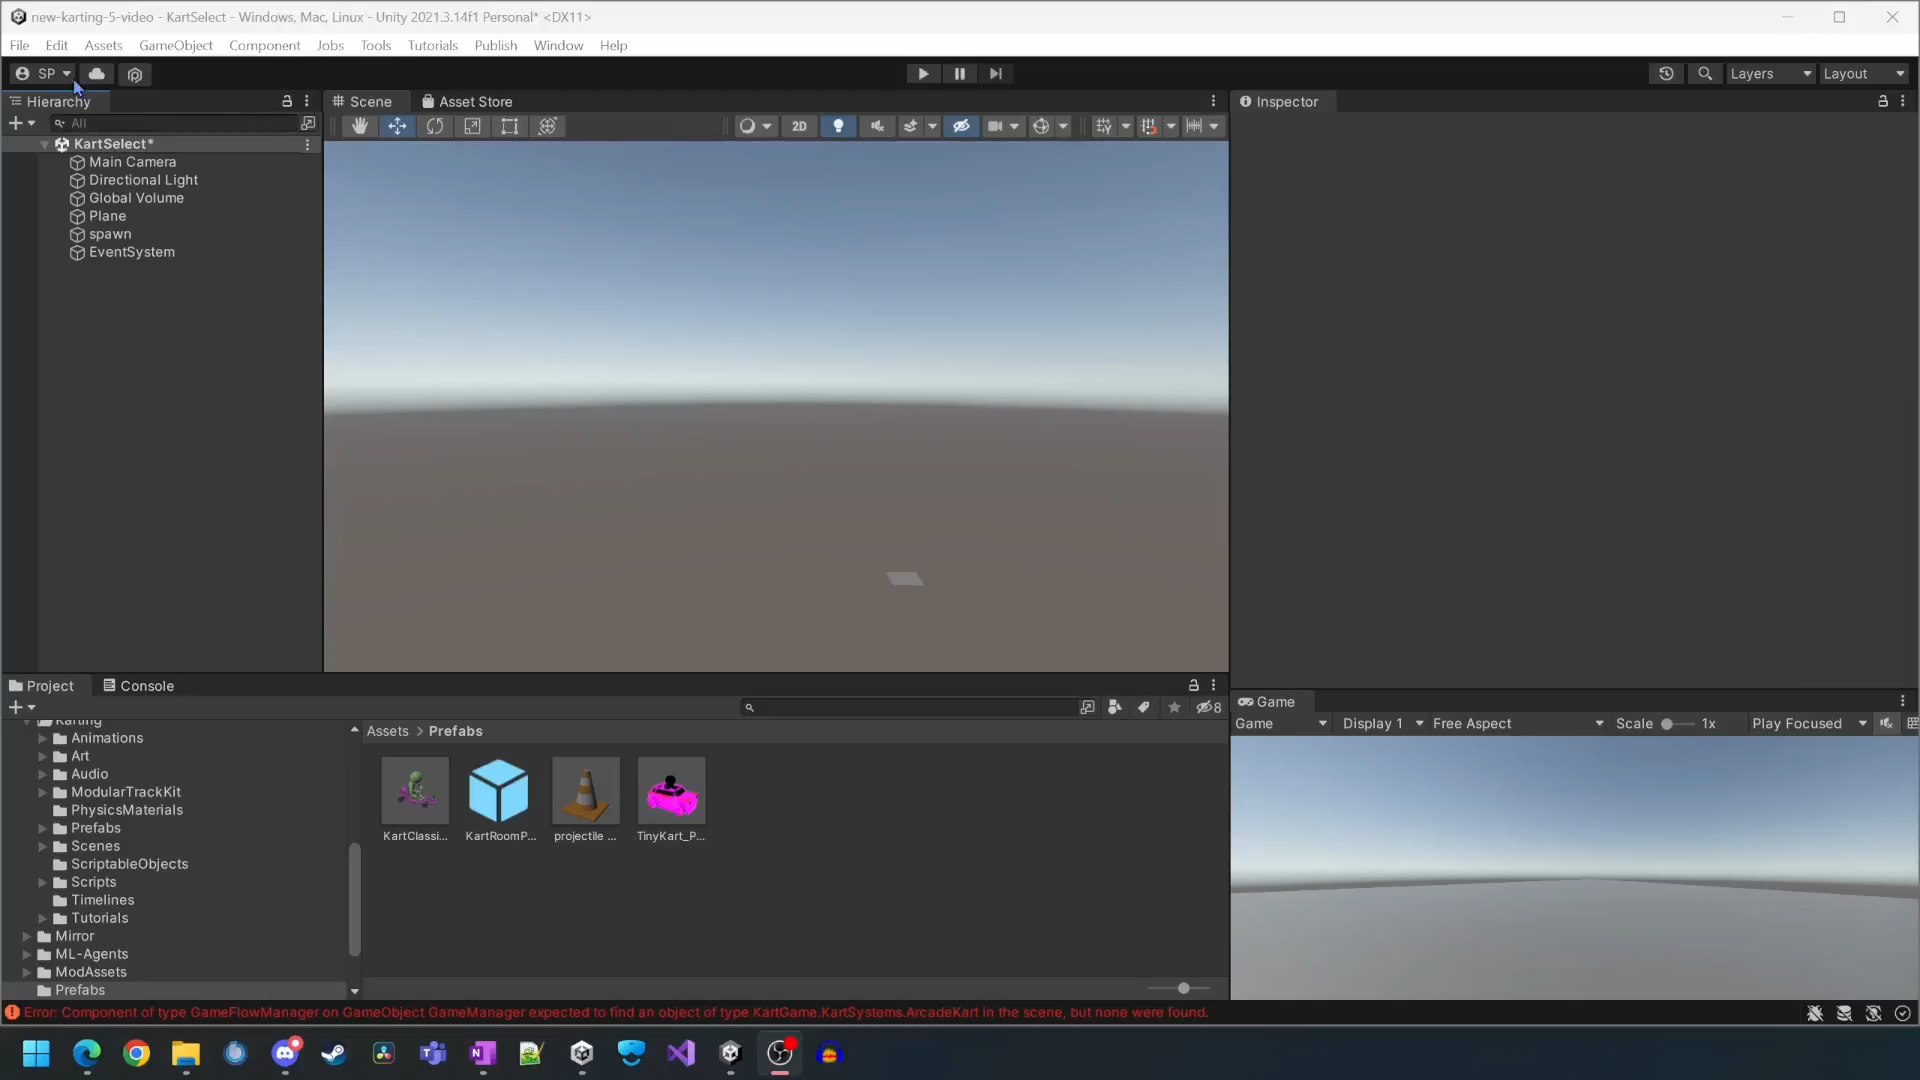 new-karting-5-video - KartSelect - Windows, Mac, Linux - Unity 2021.3.14f1 Personal* <DX11>
File Edit Assets GameObject Component Jobs Tools Tutorials Publish Window Help
SP Layers Layout
Hierarchy
All
KartSelect*
Main Camera
Directional Light
Global Volume
Plane
spawn
EventSystem
Scene Asset Store
2D
Inspector
Project Console
8
Karting
Animations
Art
Audio
ModularTrackKit
PhysicsMaterials
Prefabs
Scenes
ScriptableObjects
Scripts
Timelines
Tutorials
Mirror
ML-Agents
ModAssets
Prefabs
Assets > Prefabs
KartClassi... KartRoomP... projectile ... TinyKart_P...
Game
Game Display 1 Free Aspect Scale 1x Play Focused
Error: Component of type GameFlowManager on GameObject GameManager expected to find an object of type KartGame.KartSystems.ArcadeKart in the scene, but none were found.